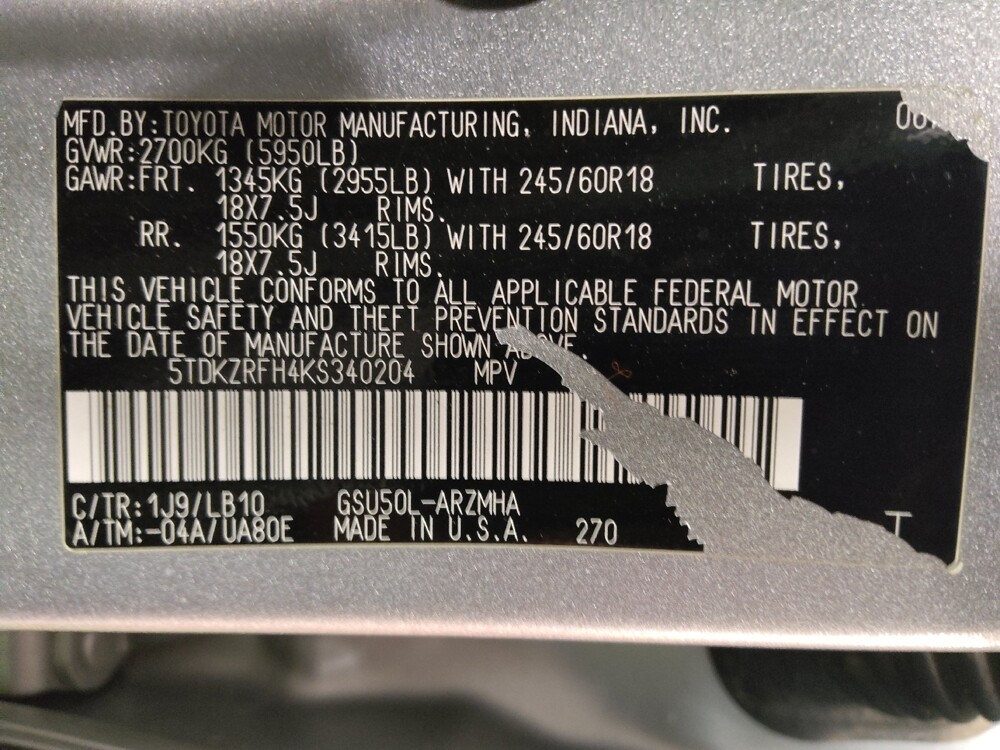 MFD.BY:TOYOTA MOTOR MANUFACTURING, INDIANA, INC.
GVWR:2700KG (5950LB)
GAWR:FRT. 1345KG (2955LB) WITH 245/60R18 TIRES,
18X7.5J RIMS.
RR. 1550KG (3415LB) WITH 245/60R18 TIRES,
18X7.5J RIMS.
THIS VEHICLE CONFORMS TO ALL APPLICABLE FEDERAL MOTOR
VEHICLE SAFETY AND THEFT PREVENTION STANDARDS IN EFFECT ON
THE DATE OF MANUFACTURE SHOWN ABOVE.
5TDKZRFH4KS340204 MPV
C/TR:1J9/LB10 GSU50L-ARZMHA
A/TM:-04A/UA80E MADE IN U.S.A. 270